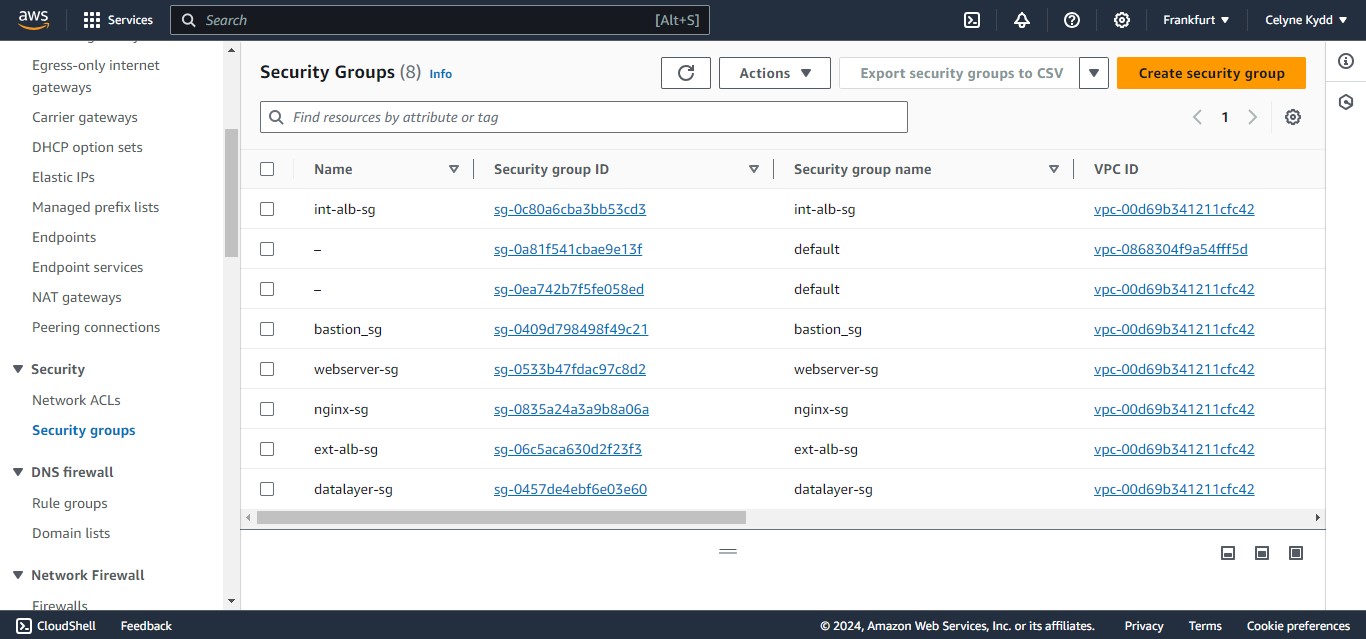 aws Services Search [Alt+S] Frankfurt Celyne Kydd
Egress-only internet
gateways
Carrier gateways
DHCP option sets
Elastic IPs
Managed prefix lists
Endpoints
Endpoint services
NAT gateways
Peering connections
Security
Network ACLs
Security groups
DNS firewall
Rule groups
Domain lists
Network Firewall
Firewalls
Security Groups (8) Info Actions Export security groups to CSV Create security group
Find resources by attribute or tag 1
Name Security group ID Security group name VPC ID
int-alb-sg sg-0c80a6cba3bb53cd3 int-alb-sg vpc-00d69b341211cfc42
– sg-0a81f541cbae9e13f default vpc-0868304f9a54fff5d
– sg-0ea742b7f5fe058ed default vpc-00d69b341211cfc42
bastion_sg sg-0409d798498f49c21 bastion_sg vpc-00d69b341211cfc42
webserver-sg sg-0533b47fdac97c8d2 webserver-sg vpc-00d69b341211cfc42
nginx-sg sg-0835a24a3a9b8a06a nginx-sg vpc-00d69b341211cfc42
ext-alb-sg sg-06c5aca630d2f23f3 ext-alb-sg vpc-00d69b341211cfc42
datalayer-sg sg-0457de4ebf6e03e60 datalayer-sg vpc-00d69b341211cfc42
CloudShell Feedback © 2024, Amazon Web Services, Inc. or its affiliates. Privacy Terms Cookie preferences